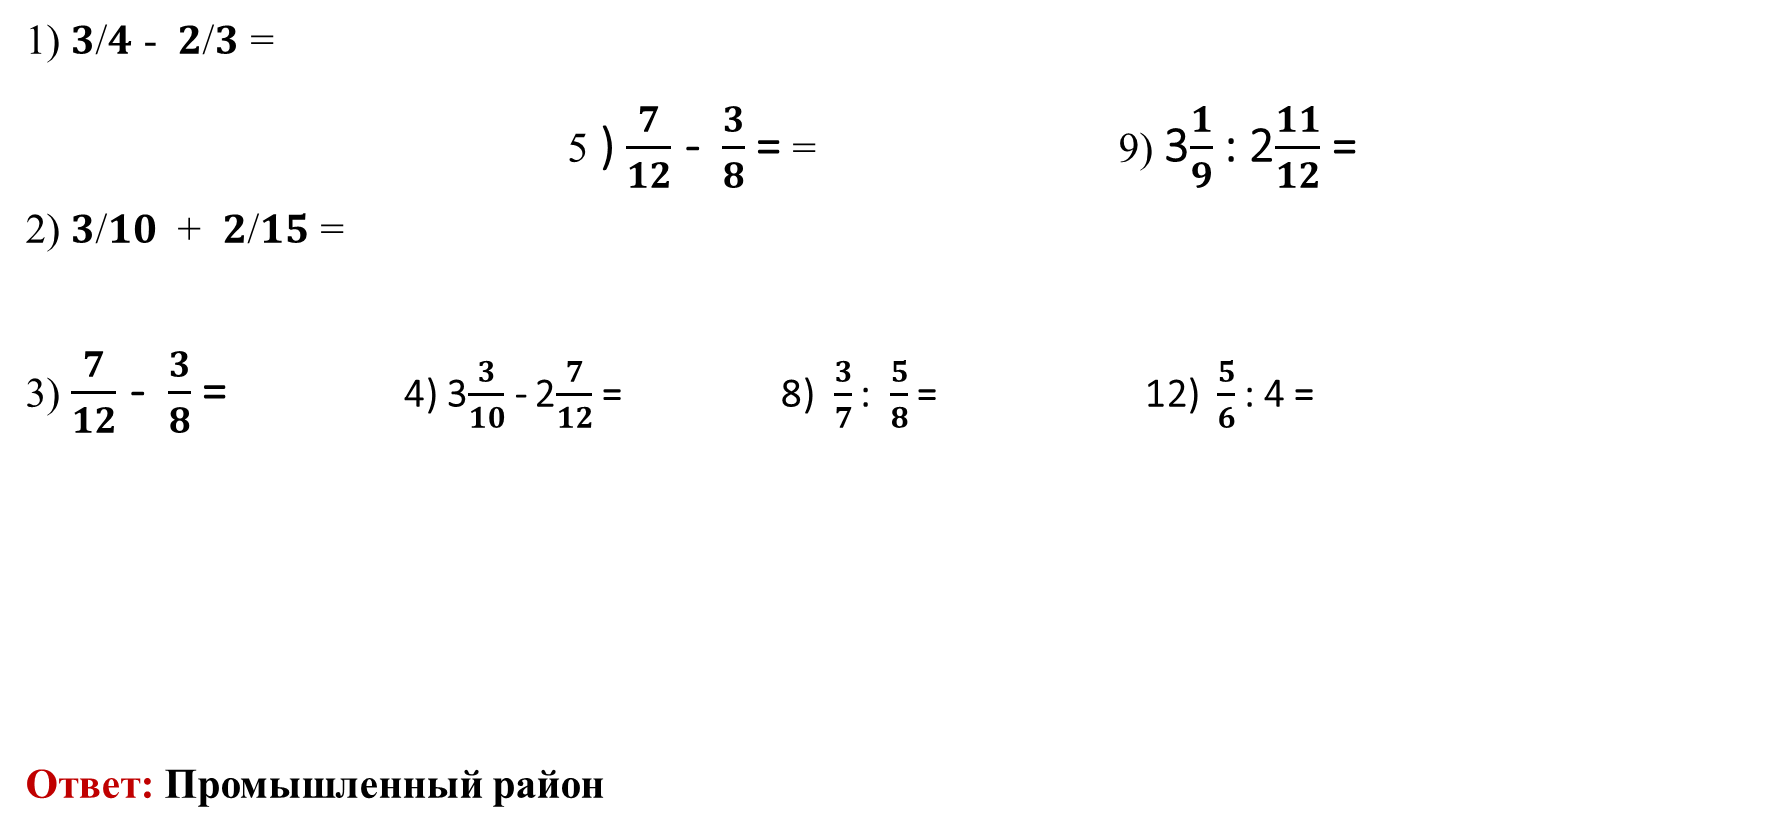 1) 3/4 - 2/3 =
5 ) 7/12 - 3/8 = =
9) 3 1/9 : 2 11/12 =
2) 3/10 + 2/15 =
3) 7/12 - 3/8 =
4) 3 3/10 - 2 7/12 =
8) 3/7 : 5/8 =
12) 5/6 : 4 =
Ответ: Промышленный район